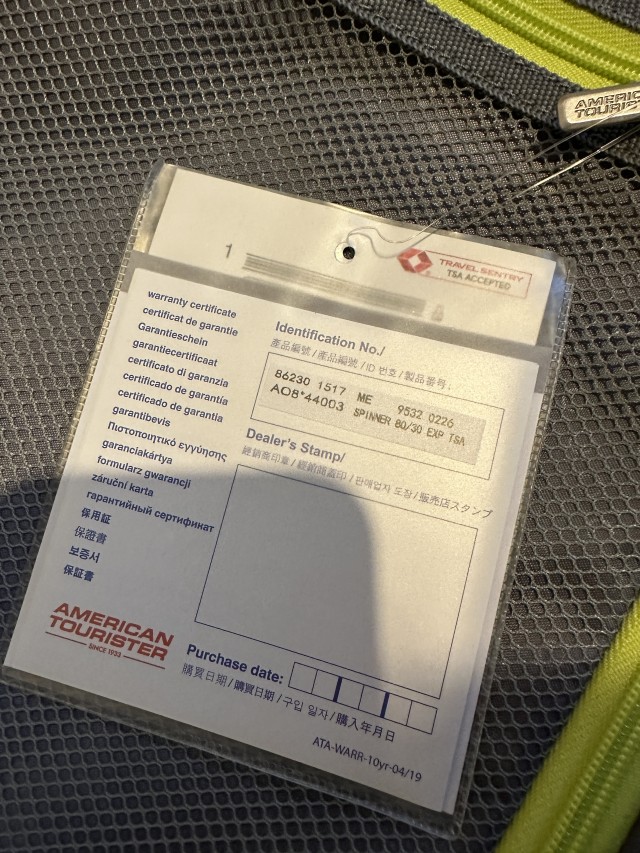 AMERIC
TOURIST
1
TRAVEL SENTRY
TSA ACCEPTED
warranty certificate
certificat de garantie
Garantieschein
garantiecertificaat
certificato di garanzia
certificado de garantía
certificado de garantia
garantibevis
Πιστοποιητικό εγγύησης
garanciakártya
formularz gwarancji
záruční karta
гарантийный сертификат
保用証
保證書
보증서
保証書
AMERICAN
TOURISTER
SINCE 1933
Identification No./
產品編號 / 產品編號 / ID 번호 / 製品番号:
86230 1517 ME 9532 0226
AO8*44003 SPINNER 80/30 EXP TSA
Dealer's Stamp/
經銷商印章 / 經銷商蓋印 / 판매업자 도장 / 販売店スタンプ
Purchase date:
購買日期 / 購買日期 / 구입 일자 / 購入年月日
ATA-WARR-10yr-04/19